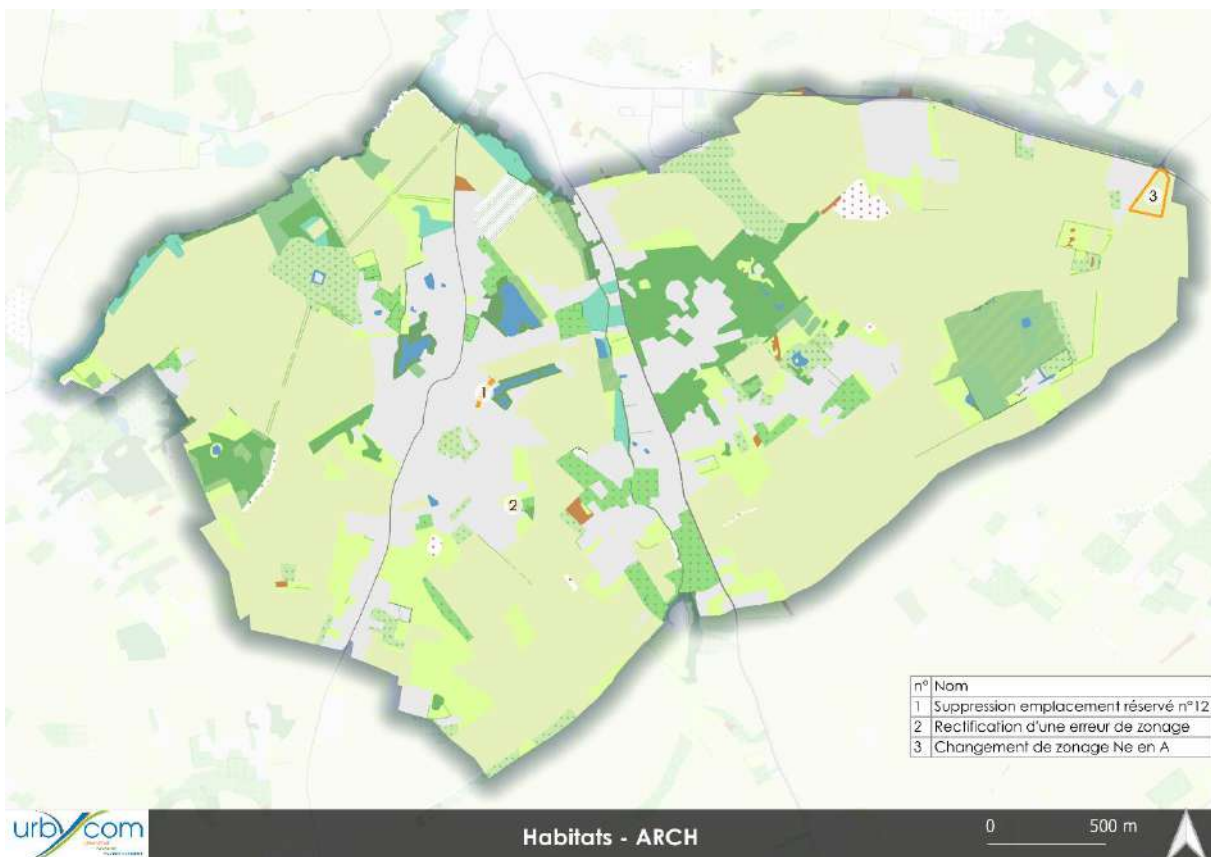 3
1
2
n° Nom
1 Suppression emplacement réservé n°12
2 Rectification d'une erreur de zonage
3 Changement de zonage Ne en A
urbycom
Habitats - ARCH
0 500 m